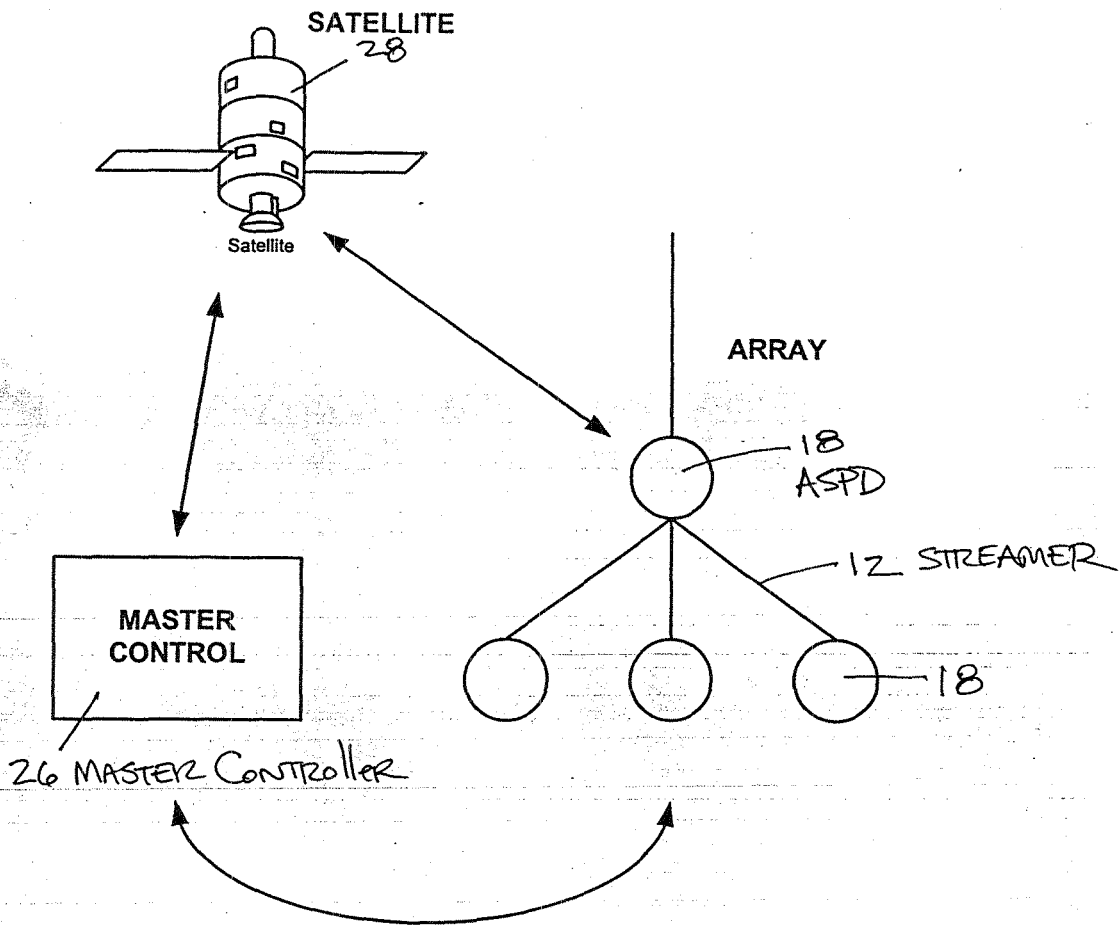 SATELLITE
28
Satellite
ARRAY
18
ASPD
12 STREAMER
MASTER
CONTROL
18
26 MASTER CONTROllER